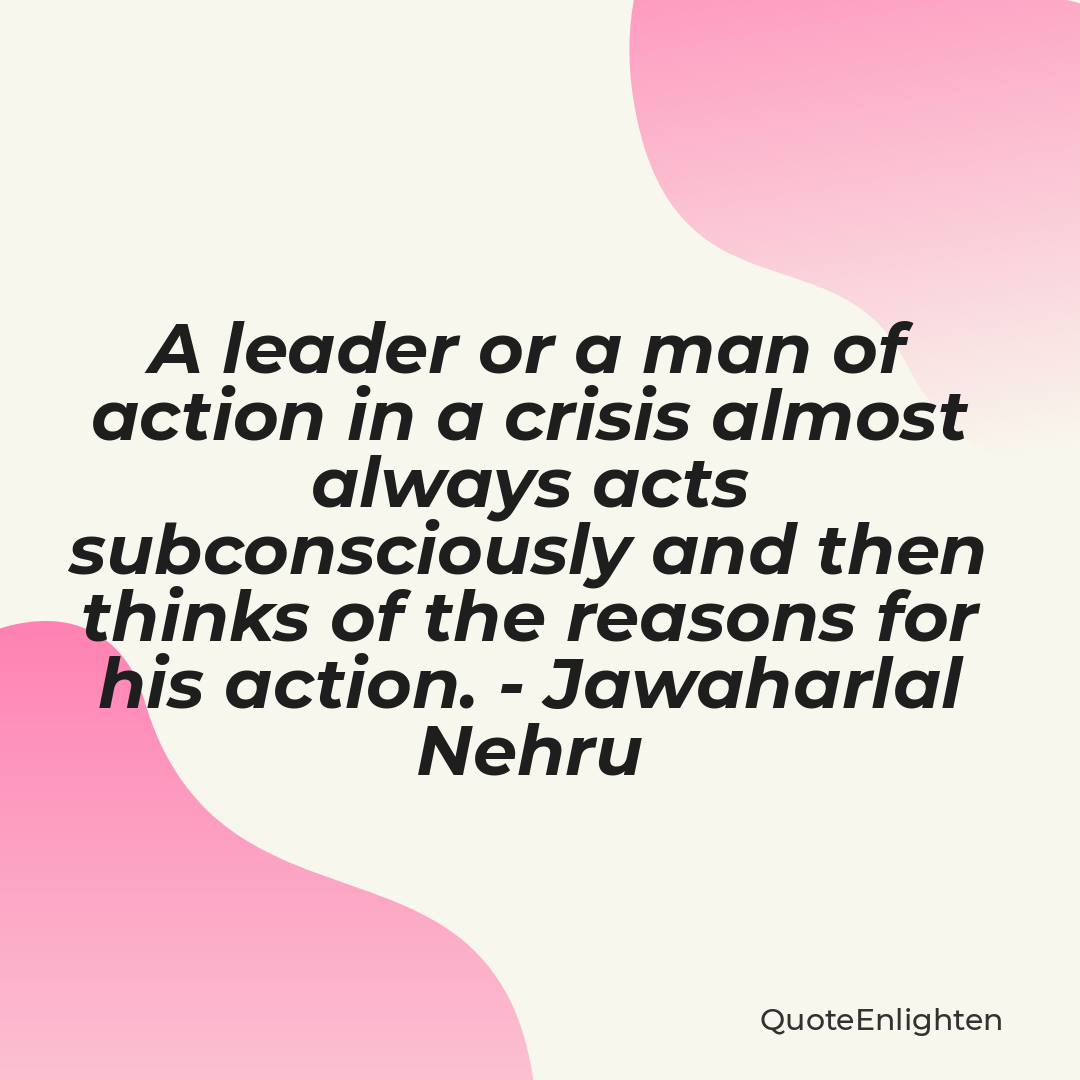 A leader or a man of
action in a crisis almost
always acts
subconsciously and then
thinks of the reasons for
his action. - Jawaharlal
Nehru
QuoteEnlighten